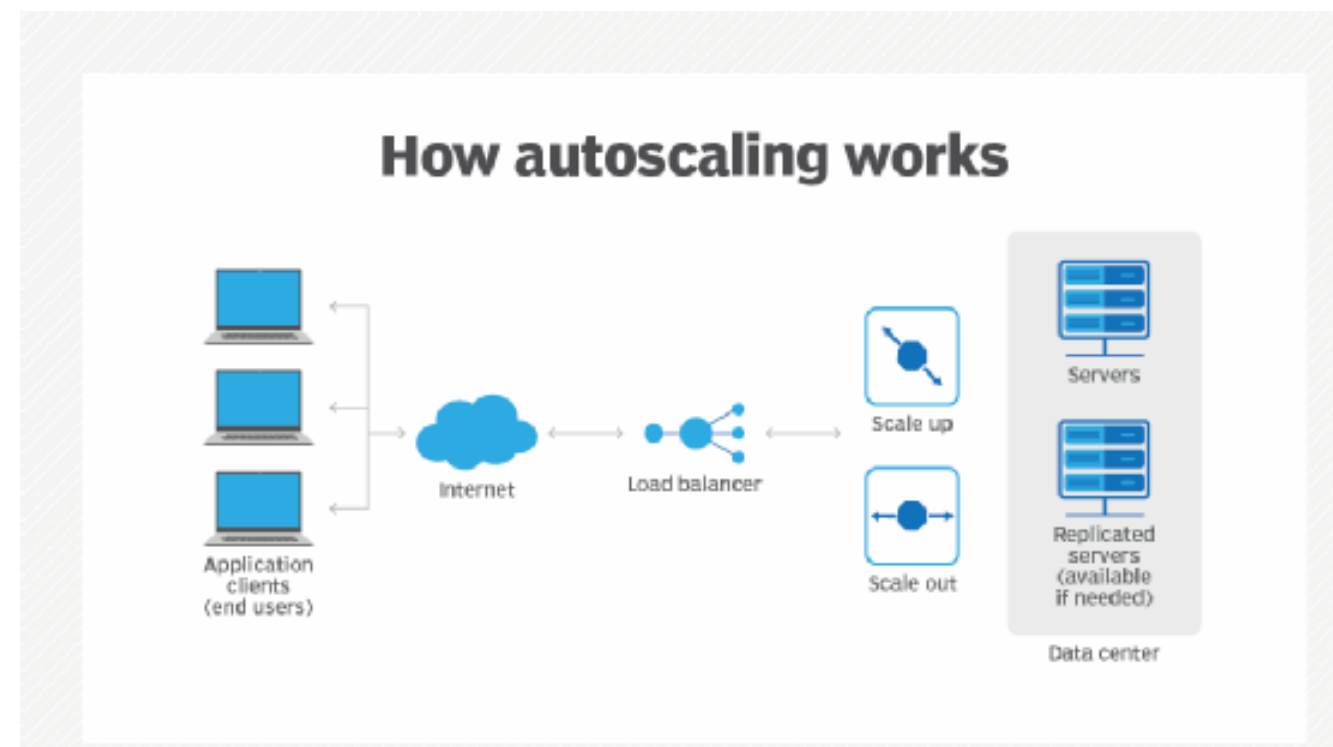 How autoscaling works
Application
clients
(end users)
Internet
Load balancer
Scale up
Scale out
Servers
Replicated
servers
(available
if needed)
Data center